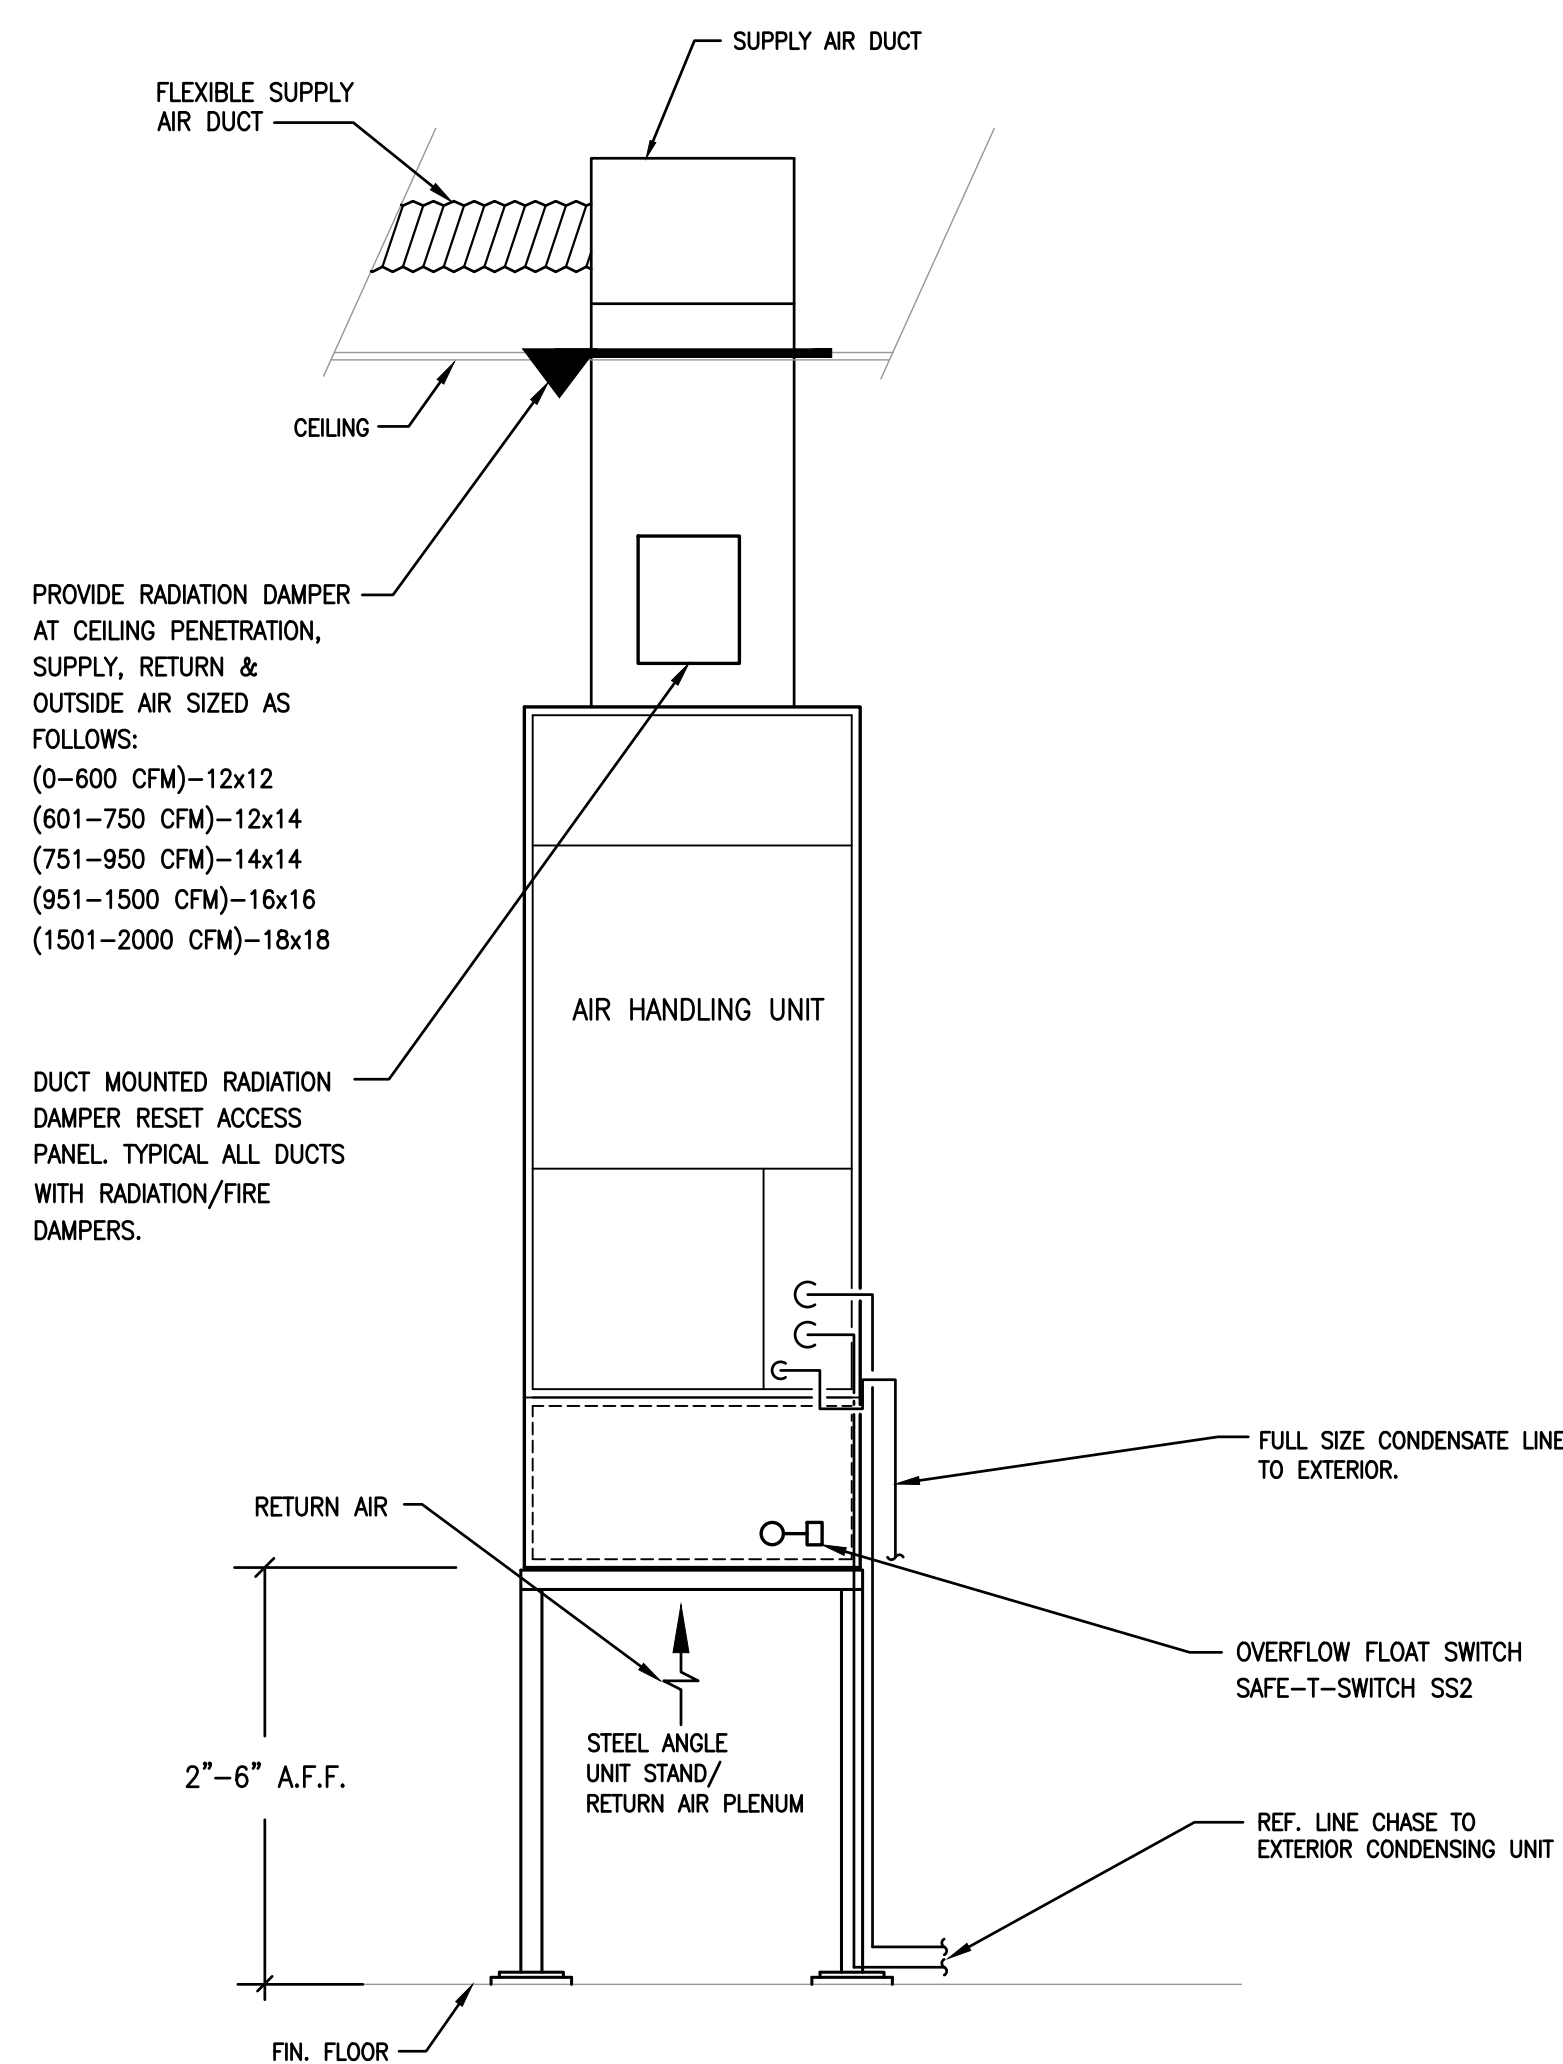 SUPPLY AIR DUCT
FLEXIBLE SUPPLY
AIR DUCT
CEILING
PROVIDE RADIATION DAMPER
AT CEILING PENETRATION,
SUPPLY, RETURN &
OUTSIDE AIR SIZED AS
FOLLOWS:
(0-600 CFM)-12x12
(601-750 CFM)-12x14
(751-950 CFM)-14x14
(951-1500 CFM)-16x16
(1501-2000 CFM)-18x18
AIR HANDLING UNIT
DUCT MOUNTED RADIATION
DAMPER RESET ACCESS
PANEL. TYPICAL ALL DUCTS
WITH RADIATION/FIRE
DAMPERS.
FULL SIZE CONDENSATE LINE
TO EXTERIOR.
RETURN AIR
OVERFLOW FLOAT SWITCH
SAFE-T-SWITCH SS2
STEEL ANGLE
UNIT STAND/
RETURN AIR PLENUM
2"-6" A.F.F.
REF. LINE CHASE TO
EXTERIOR CONDENSING UNIT
FIN. FLOOR